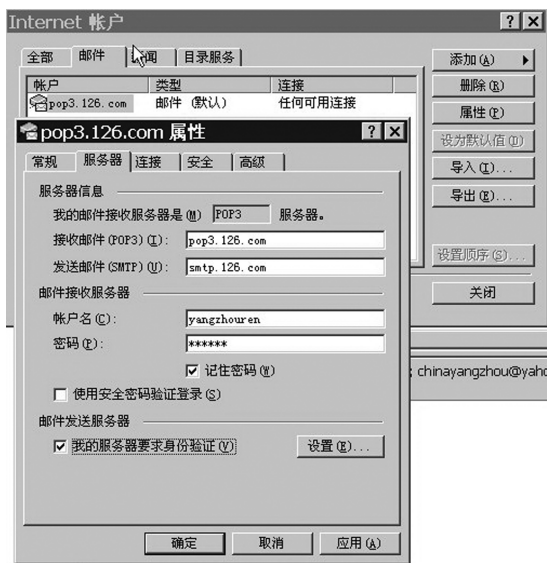 Internet 帐户
全部 邮件 新闻 目录服务
添加(A)
帐户 类型 连接
删除(R)
pop3.126.com 邮件 (默认) 任何可用连接
属性(P)
pop3.126.com 属性
设为默认值(D)
常规 服务器 连接 安全 高级
导入(I)...
服务器信息
导出(E)...
我的邮件接收服务器是(M) POP3 服务器。
接收邮件(POP3)(I): pop3.126.com
设置顺序(S)...
发送邮件(SMTP)(U): smtp.126.com
关闭
邮件接收服务器
帐户名(C): yangzhouren
密码(P): ******
记住密码(W)
; chinayangzhou@yaho
使用安全密码验证登录(S)
邮件发送服务器
我的服务器要求身份验证(V) 设置(E)...
确定 取消 应用(A)